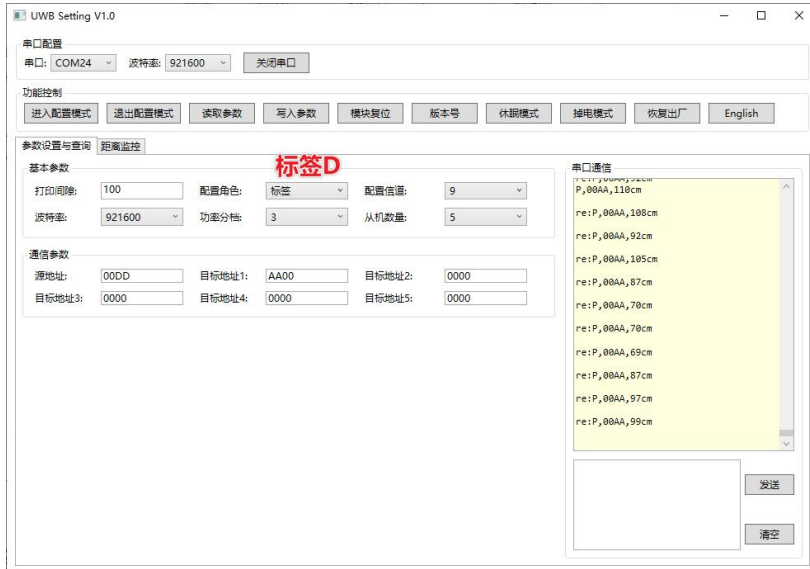 UWB Setting V1.0
串口配置
串口: COM24 波特率: 921600 关闭串口
功能控制
进入配置模式 退出配置模式 读取参数 写入参数 模块复位 版本号 休眠模式 掉电模式 恢复出厂 English
参数设置与查询 距离监控
标签D
基本参数
打印间隙: 100 配置角色: 标签 配置信道: 9
波特率: 921600 功率分档: 3 从机数量: 5
通信参数
源地址: 00DD 目标地址1: AA00 目标地址2: 0000
目标地址3: 0000 目标地址4: 0000 目标地址5: 0000
串口通信
P,00AA,110cm
re:P,00AA,108cm
re:P,00AA,92cm
re:P,00AA,105cm
re:P,00AA,87cm
re:P,00AA,70cm
re:P,00AA,70cm
re:P,00AA,69cm
re:P,00AA,87cm
re:P,00AA,97cm
re:P,00AA,99cm
发送
清空